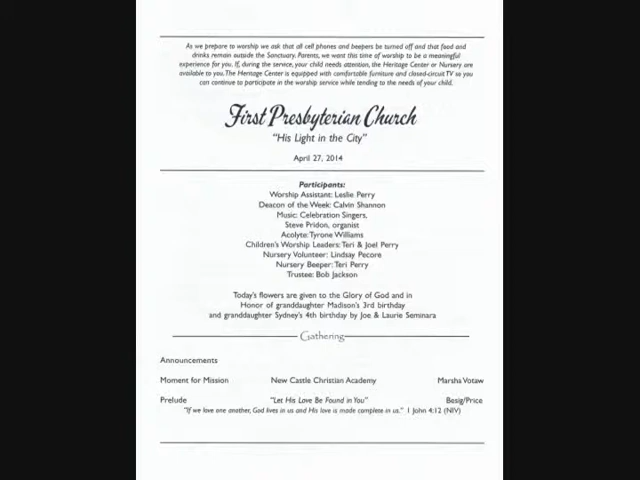 As we prepare to worship we ask that all cell phones and beepers be turned off and that food and
drinks remain outside the Sanctuary. Parents, we want this time of worship to be a meaningful
experience for you. If, during the service, your child needs attention, the Heritage Center or Nursery are
available to you. The Heritage Center is equipped with comfortable furniture and closed-circuit TV so you
can continue to participate in the worship service while tending to the needs of your child.
First Presbyterian Church
"His Light in the City"
April 27, 2014
Participants:
Worship Assistant: Leslie Perry
Deacon of the Week: Calvin Shannon
Music: Celebration Singers,
Steve Pridon, organist
Acolyte: Tyrone Williams
Children's Worship Leaders: Teri & Joel Perry
Nursery Volunteer: Lindsay Pecore
Nursery Beeper: Teri Perry
Trustee: Bob Jackson
Today's flowers are given to the Glory of God and in
Honor of granddaughter Madison's 3rd birthday
and granddaughter Sydney's 4th birthday by Joe & Laurie Seminara
Gathering
Announcements
Moment for Mission New Castle Christian Academy Marsha Votaw
Prelude "Let His Love Be Found in You" Besig/Price
"If we love one another, God lives in us and His love is made complete in us." 1 John 4:12 (NIV)